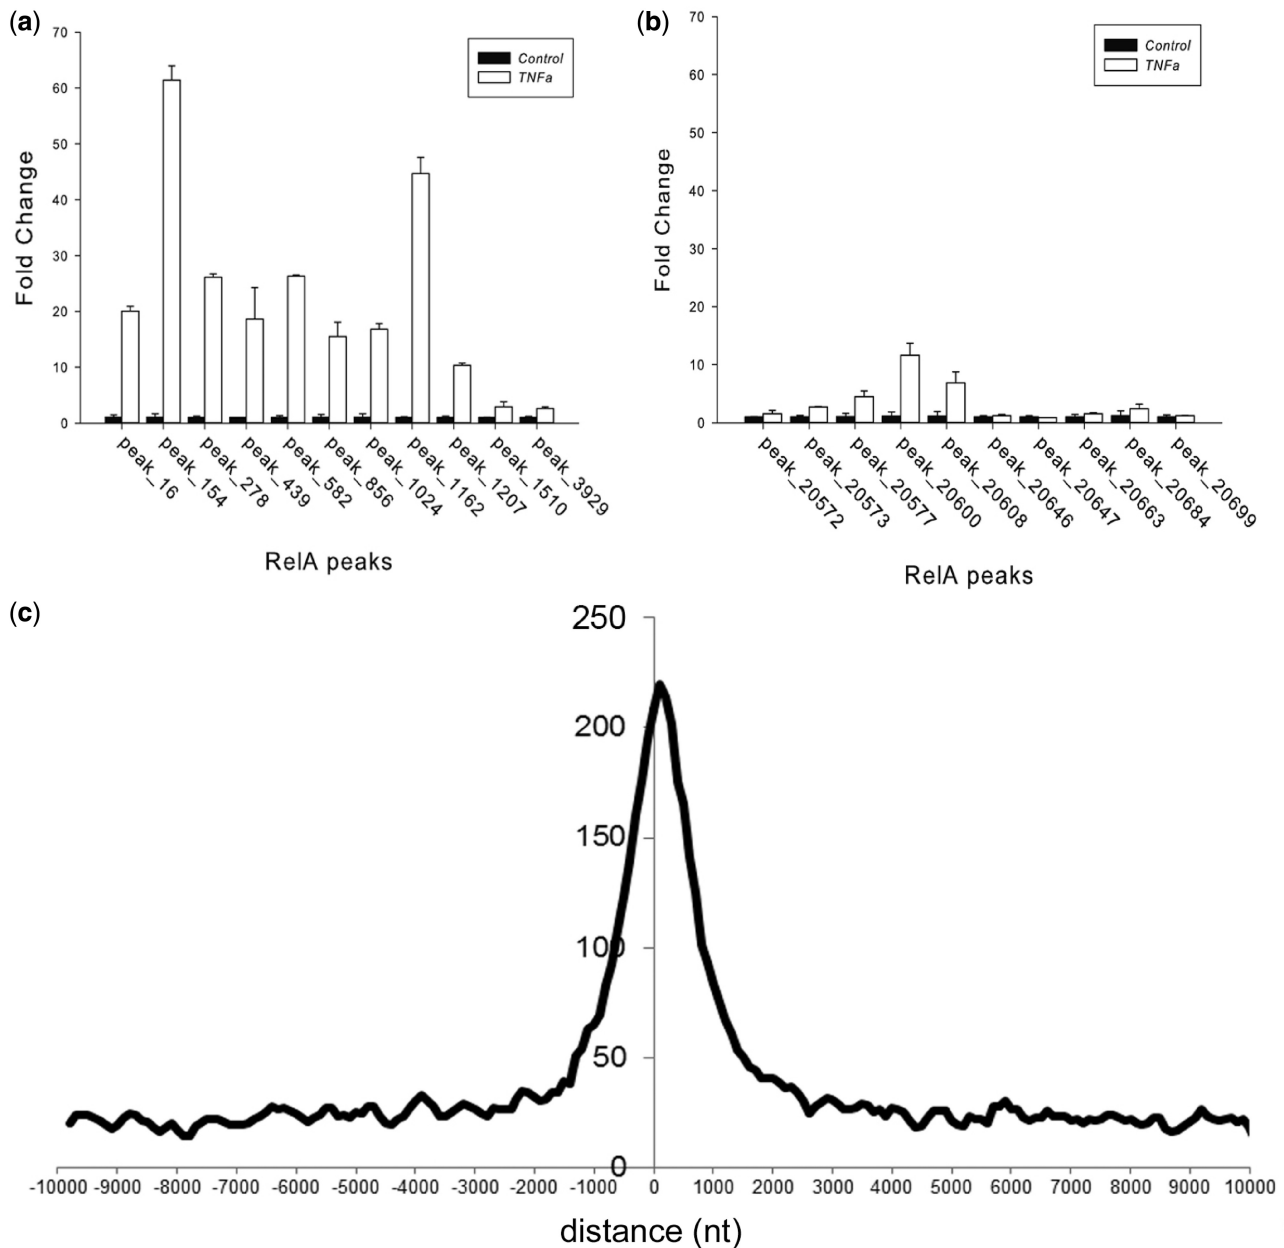 (a)
70
60
50
40
30
20
10
0
Fold Change
Control
TNFa
peak_16
peak_154
peak_278
peak_439
peak_582
peak_856
peak_1024
peak_1162
peak_1207
peak_1510
peak_3929
RelA peaks
(b)
70
60
50
40
30
20
10
0
Fold Change
Control
TNFa
peak_20572
peak_20573
peak_20577
peak_20600
peak_20608
peak_20646
peak_20647
peak_20663
peak_20684
peak_20699
RelA peaks
(c)
250
200
150
100
50
0
-10000 -9000 -8000 -7000 -6000 -5000 -4000 -3000 -2000 -1000 0 1000 2000 3000 4000 5000 6000 7000 8000 9000 10000
distance (nt)